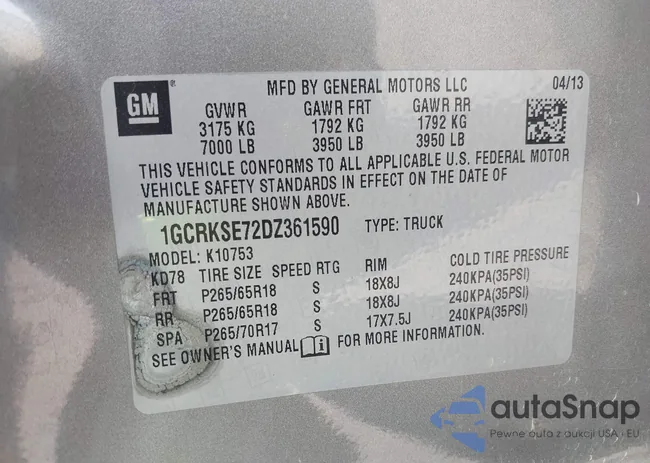 GM
®
MFD BY GENERAL MOTORS LLC 04/13
GVWR GAWR FRT GAWR RR
3175 KG 1792 KG 1792 KG
7000 LB 3950 LB 3950 LB
THIS VEHICLE CONFORMS TO ALL APPLICABLE U.S. FEDERAL MOTOR
VEHICLE SAFETY STANDARDS IN EFFECT ON THE DATE OF
MANUFACTURE SHOWN ABOVE.
1GCRKSE72DZ361590 TYPE: TRUCK
MODEL: K10753
KD78 TIRE SIZE SPEED RTG RIM COLD TIRE PRESSURE
FRT P265/65R18 S 18X8J 240KPA(35PSI)
RR P265/65R18 S 18X8J 240KPA(35PSI)
SPA P265/70R17 S 17X7.5J 240KPA(35PSI)
SEE OWNER'S MANUAL i FOR MORE INFORMATION.
autaSnap
Pewne auta z aukcji USA - EU